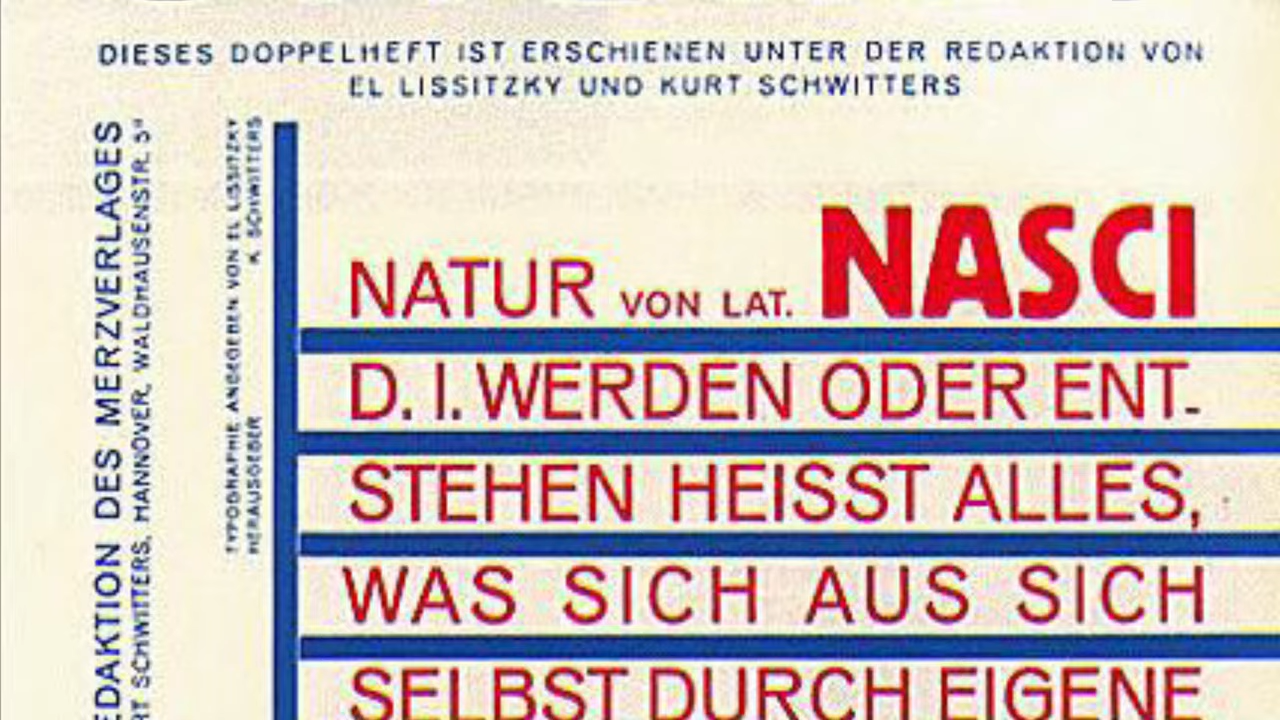 DIESES DOPPELHEFT IST ERSCHIENEN UNTER DER REDAKTION VON
EL LISSITZKY UND KURT SCHWITTERS
EDAKTION DES MERZVERLAGES
RT SCHWITTERS, HANNOVER, WALDHAUSENSTR. 5"
TYPOGRAPHIE ANGEGEBEN VON EL LISSITZKY
HERAUSGEBER K. SCHWITTERS
NATUR VON LAT. NASCI
D. I. WERDEN ODER ENT-
STEHEN HEISST ALLES,
WAS SICH AUS SICH
SELBST DURCH EIGENE